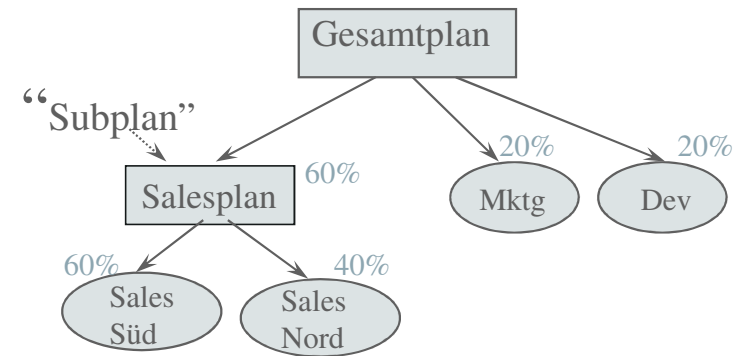 Gesamtplan
“Subplan”
20%
20%
60%
Salesplan
Mktg
Dev
60%
40%
Sales
Süd
Sales
Nord